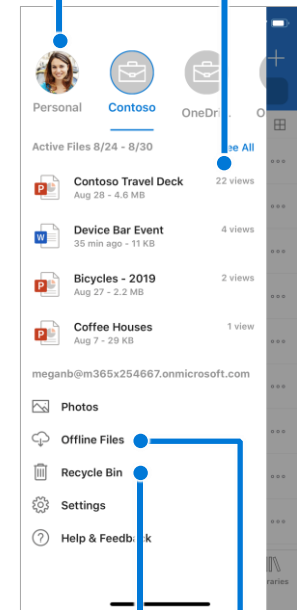 Personal
Contoso
OneDri..
O
Active Files 8/24 - 8/30
ee All
P
Contoso Travel Deck
22 views
Aug 28 - 4.6 MB
W
Device Bar Event
4 views
35 min ago - 11 KB
P
Bicycles - 2019
2 views
Aug 27 - 2.2 MB
P
Coffee Houses
1 view
Aug 7 - 29 KB
meganb@m365x254667.onmicrosoft.com
Photos
Offline Files
Recycle Bin
Settings
? Help & Feedb k
raries